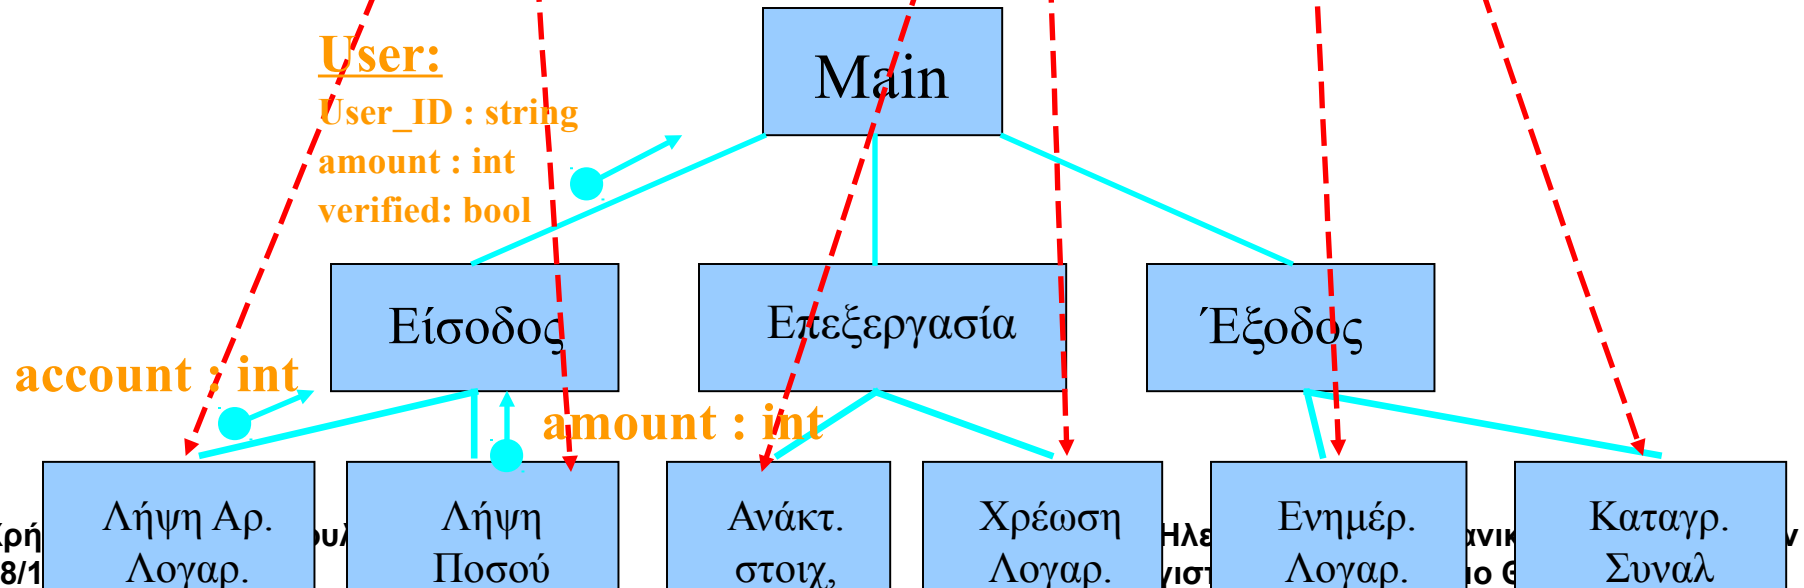 User:
Main
User_ID : string
amount : int
verified: bool
Είσοδος
Επεξεργασία
Έξοδος
account : int
amount : int
Λήψη Αρ.
Λογαρ.
Λήψη
Ποσού
Ανάκτ.
στοιχ,
Χρέωση
Λογαρ.
Ενημέρ.
Λογαρ.
Καταγρ.
Συναλ